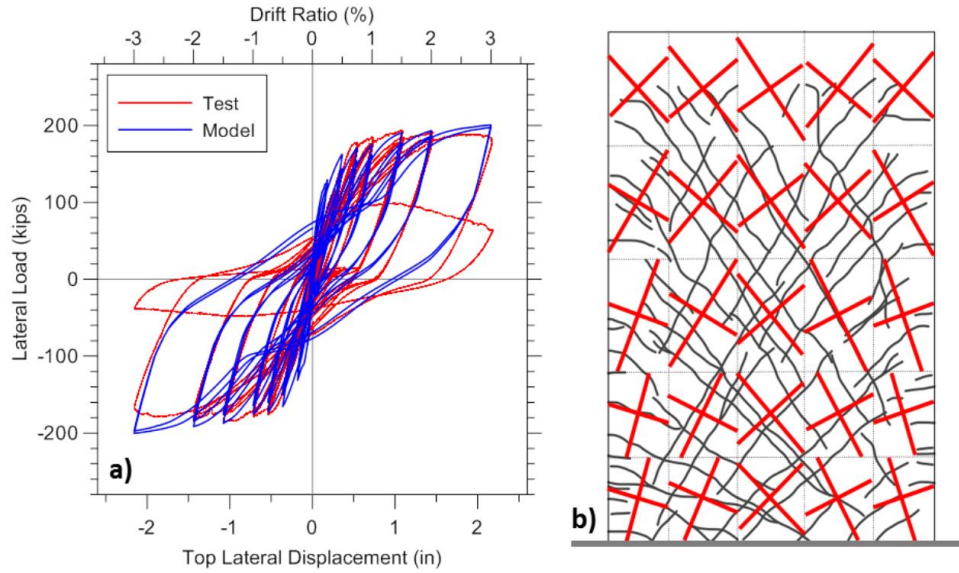 Drift Ratio (%)
-3 -2 -1 0 1 2 3
Test
Model
200
100
0
-100
-200
Lateral Load (kips)
a)
-2 -1 0 1 2
Top Lateral Displacement (in)
b)